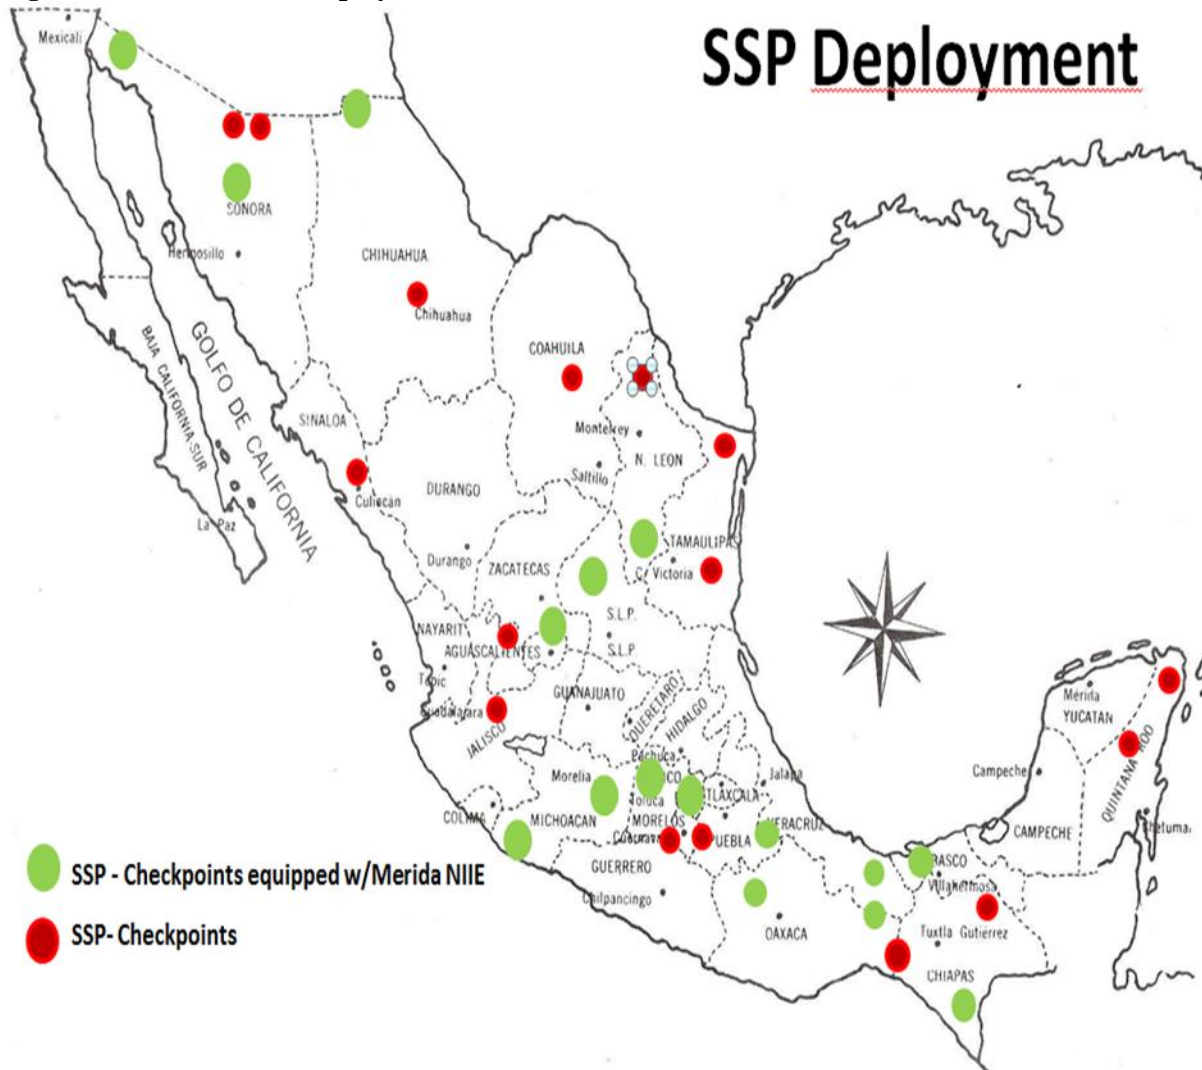 SSP Deployment
Mexicali
SONORA
Hermosillo
CHIHUAHUA
Chihuahua
BAJA CALIFORNIA SUR
GOLFO DE CALIFORNIA
COAHUILA
SINALOA
Monterrey
N. LEON
Saltillo
DURANGO
Culiacan
La Paz
Durango
TAMAULIPAS
C. Victoria
ZACATECAS
S.L.P.
S.L.P.
NAYARIT
AGUASCALIENTES
Tepic
GUANAJUATO
QUERETARO
HIDALGO
Guadalajara
JALISCO
Pachuca
Mérida
YUCATAN
QUINTANA ROO
Campeche
CAMPECHE
Morelia
Toluca
TLAXCALA
Jalapa
COLIMA
MICHOACAN
MORELOS
PUEBLA
VERACRUZ
GUERRERO
Chilpancingo
OAXACA
Villahermosa
Tuxtla Gutiérrez
CHIAPAS
SSP - Checkpoints equipped w/Merida NIIE
SSP- Checkpoints